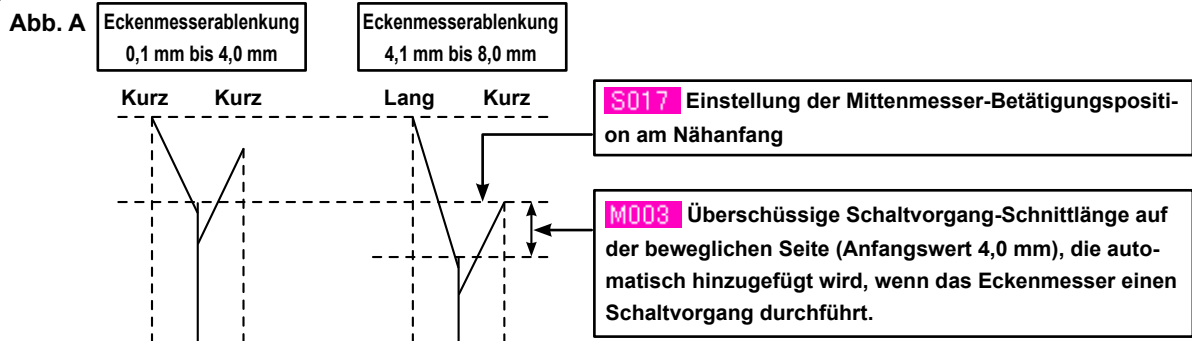 Abb. A
Eckenmesserablenkung
0,1 mm bis 4,0 mm
Eckenmesserablenkung
4,1 mm bis 8,0 mm
Kurz Kurz
Lang Kurz
S017 Einstellung der Mittenmesser-Betätigungspositi-
on am Nähanfang
M003 Überschüssige Schaltvorgang-Schnittlänge auf
der beweglichen Seite (Anfangswert 4,0 mm), die auto-
matisch hinzugefügt wird, wenn das Eckenmesser einen
Schaltvorgang durchführt.